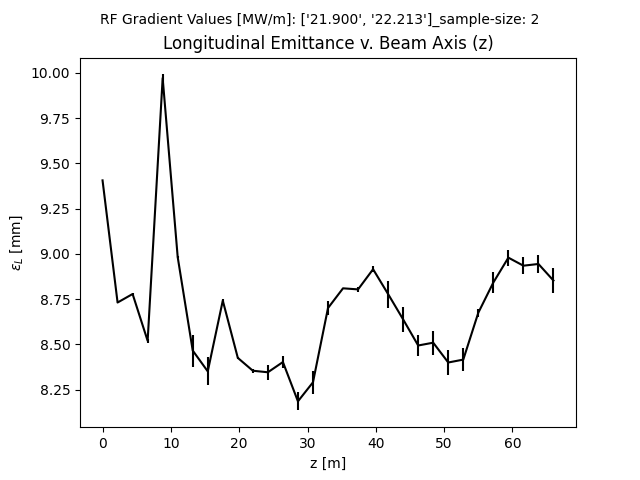 RF Gradient Values [MW/m]: ['21.900', '22.213']_sample-size: 2
Longitudinal Emittance v. Beam Axis (z)
10.00
9.75
9.50
9.25
9.00
8.75
8.50
8.25
ε_L [mm]
0 10 20 30 40 50 60
z [m]